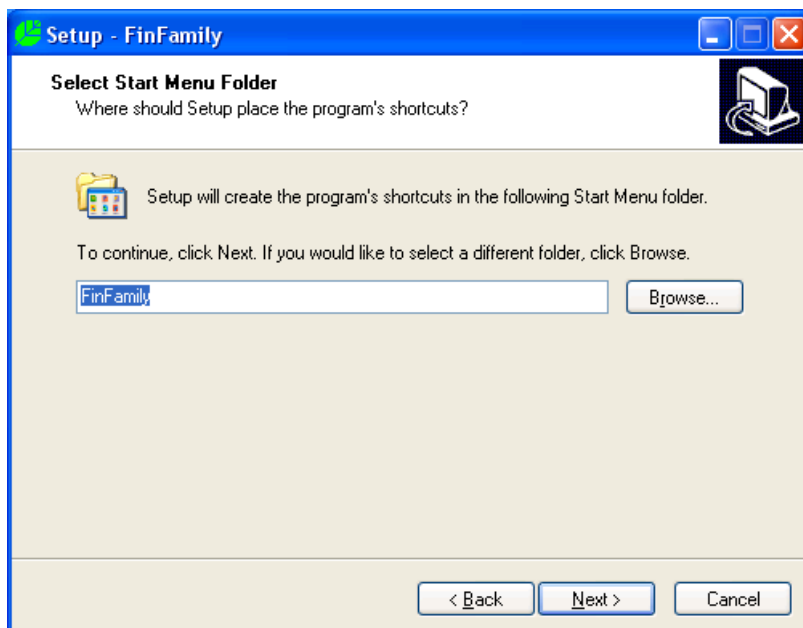 Setup - FinFamily
Select Start Menu Folder
Where should Setup place the program's shortcuts?
Setup will create the program's shortcuts in the following Start Menu folder.
To continue, click Next. If you would like to select a different folder, click Browse.
FinFamily
Browse...
< Back
Next >
Cancel